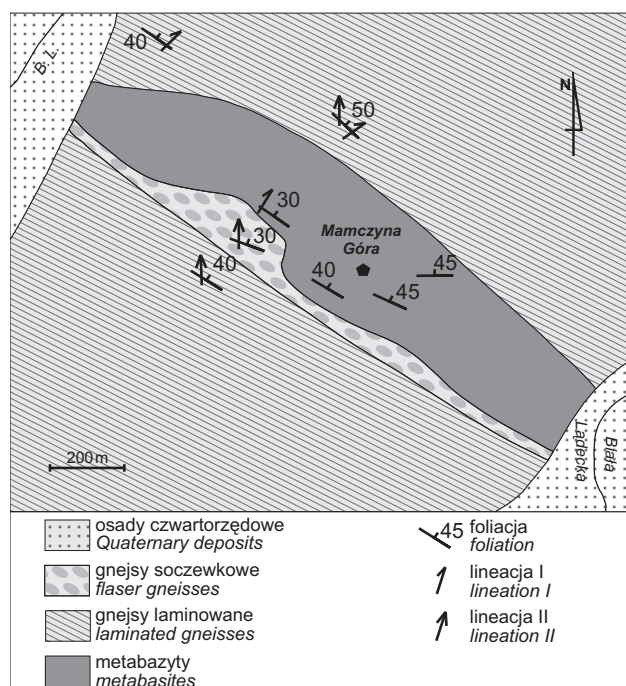 40
B. L.
N
50
30
Mamczyna
Góra
30
40
40
45
45
200 m
Lądecka
Biała
osady czwartorzędowe
Quaternary deposits
gnejsy soczewkowe
flaser gneisses
gnejsy laminowane
laminated gneisses
metabazyty
metabasites
45 foliacja
foliation
lineacja I
lineation I
lineacja II
lineation II